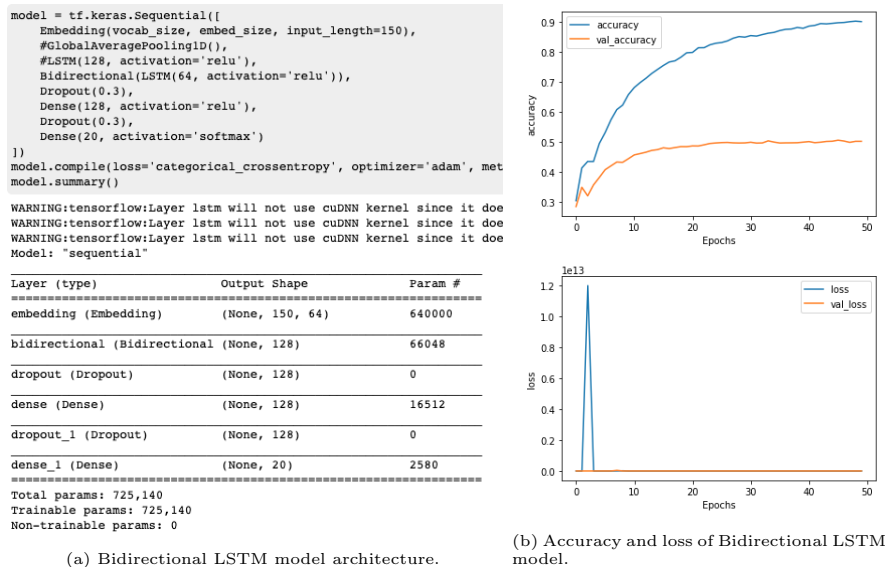 model = tf.keras.Sequential([
    Embedding(vocab_size, embed_size, input_length=150),
    #GlobalAveragePooling1D(),
    #LSTM(128, activation='relu'),
    Bidirectional(LSTM(64, activation='relu')),
    Dropout(0.3),
    Dense(128, activation='relu'),
    Dropout(0.3),
    Dense(20, activation='softmax')
])
model.compile(loss='categorical_crossentropy', optimizer='adam', met
model.summary()
WARNING:tensorflow:Layer lstm will not use cuDNN kernel since it doe
WARNING:tensorflow:Layer lstm will not use cuDNN kernel since it doe
WARNING:tensorflow:Layer lstm will not use cuDNN kernel since it doe
Model: "sequential"
Layer (type) Output Shape Param #
embedding (Embedding) (None, 150, 64) 640000
bidirectional (Bidirectional (None, 128) 66048
dropout (Dropout) (None, 128) 0
dense (Dense) (None, 128) 16512
dropout_1 (Dropout) (None, 128) 0
dense_1 (Dense) (None, 20) 2580
Total params: 725,140
Trainable params: 725,140
Non-trainable params: 0
(a) Bidirectional LSTM model architecture.
accuracy
val_accuracy
0.9
0.8
0.7
0.6
0.5
0.4
0.3
accuracy
0 10 20 30 40 50
Epochs
1e13
loss
val_loss
1.2
1.0
0.8
0.6
0.4
0.2
0.0
loss
0 10 20 30 40 50
Epochs
(b) Accuracy and loss of Bidirectional LSTM
model.